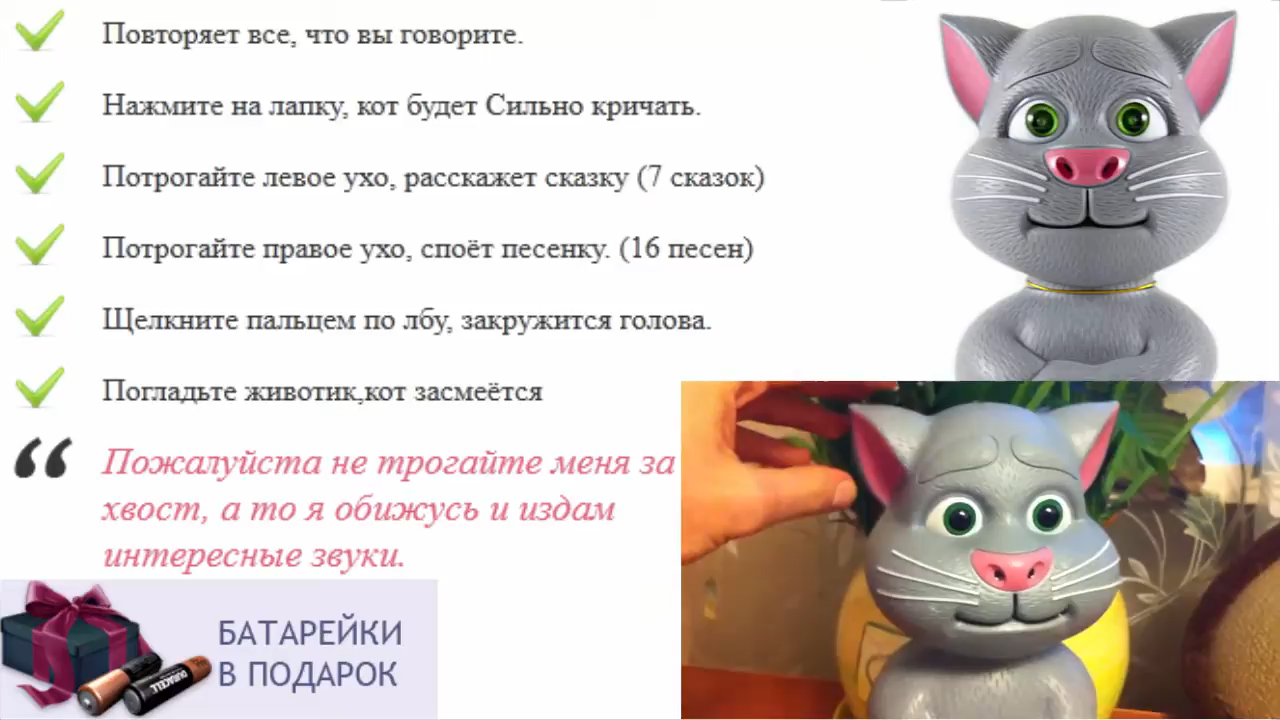 Повторяет все, что вы говорите.
Нажмите на лапку, кот будет Сильно кричать.
Потрогайте левое ухо, расскажет сказку (7 сказок)
Потрогайте правое ухо, споёт песенку. (16 песен)
Щелкните пальцем по лбу, закружится голова.
Погладьте животик,кот засмеётся
“ Пожалуйста не трогайте меня за
хвост, а то я обижусь и издам
интересные звуки.
БАТАРЕЙКИ
В ПОДАРОК
DURACELL